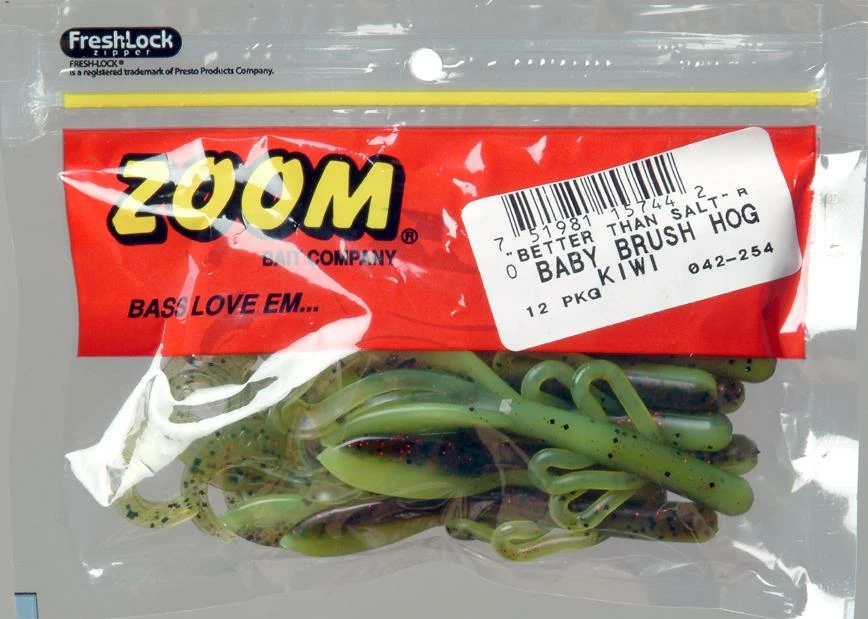 FreshLock
zipper
FRESH-LOCK®
is a registered trademark of Presto Products Company.
ZOOM®
BAIT COMPANY
BASS LOVE EM...
7 51981 15744 2
"BETTER THAN SALT" R
0 BABY BRUSH HOG
KIWI
12 PKG
042-254